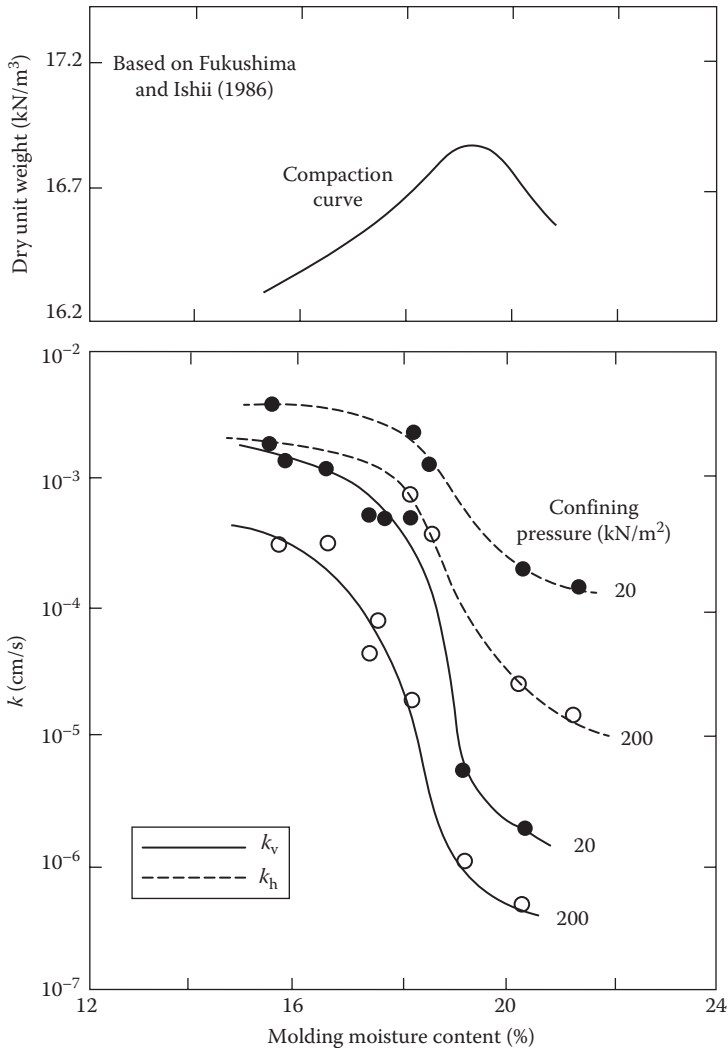 17.2
16.7
16.2
Dry unit weight (kN/m³)
Based on Fukushima
and Ishii (1986)
Compaction
curve
10⁻²
10⁻³
10⁻⁴
10⁻⁵
10⁻⁶
10⁻⁷
k (cm/s)
Confining
pressure (kN/m²)
20
200
20
200
kᵥ
kₕ
12
16
18
20
24
Molding moisture content (%)